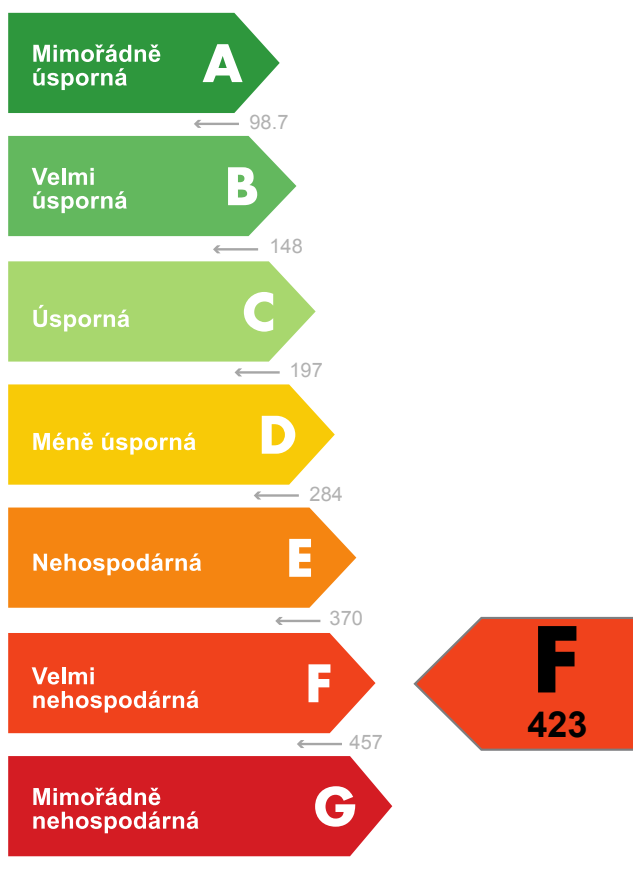 Mimořádně
úsporná
A
← 98.7
Velmi
úsporná
B
← 148
Úsporná C
← 197
Méně úsporná D
← 284
Nehospodárná E
← 370
Velmi
nehospodárná
F
F
423
← 457
Mimořádně
nehospodárná
G